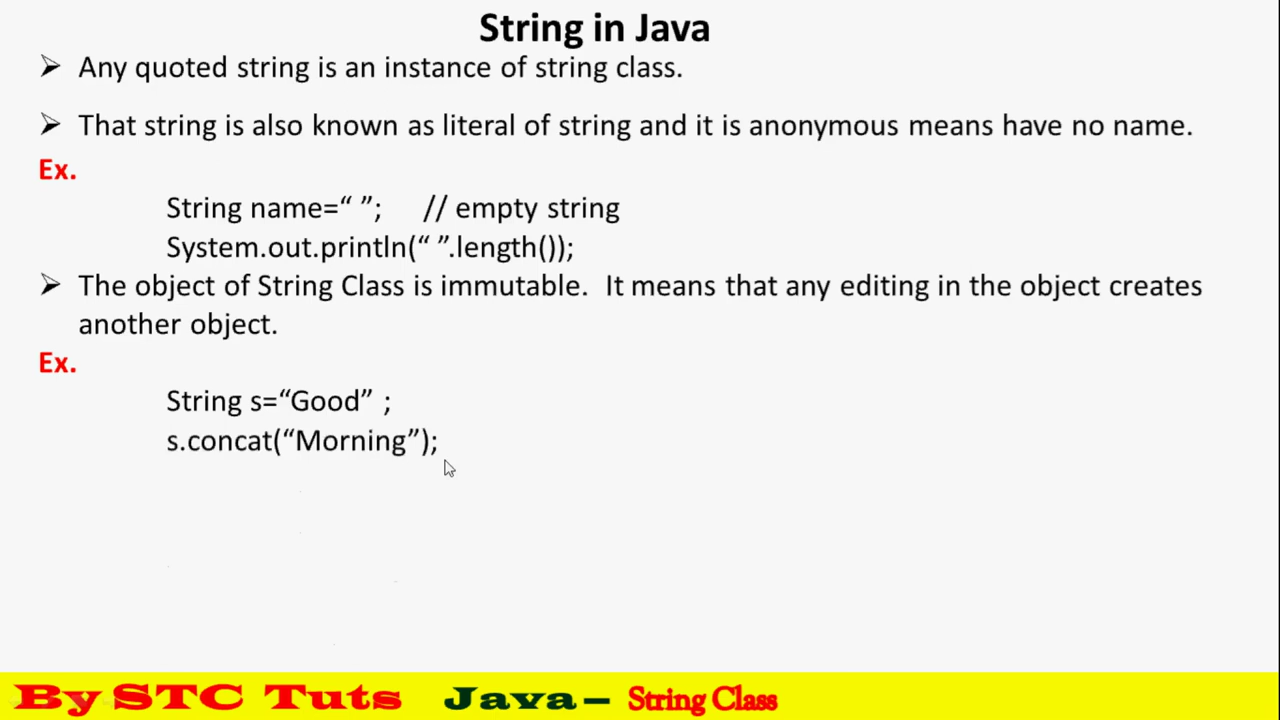 String in Java
➢ Any quoted string is an instance of string class.
➢ That string is also known as literal of string and it is anonymous means have no name.
Ex.
String name=“ ”; // empty string
System.out.println(“ ”.length());
➢ The object of String Class is immutable. It means that any editing in the object creates
another object.
Ex.
String s=“Good” ;
s.concat(“Morning”);
By STC Tuts Java – String Class